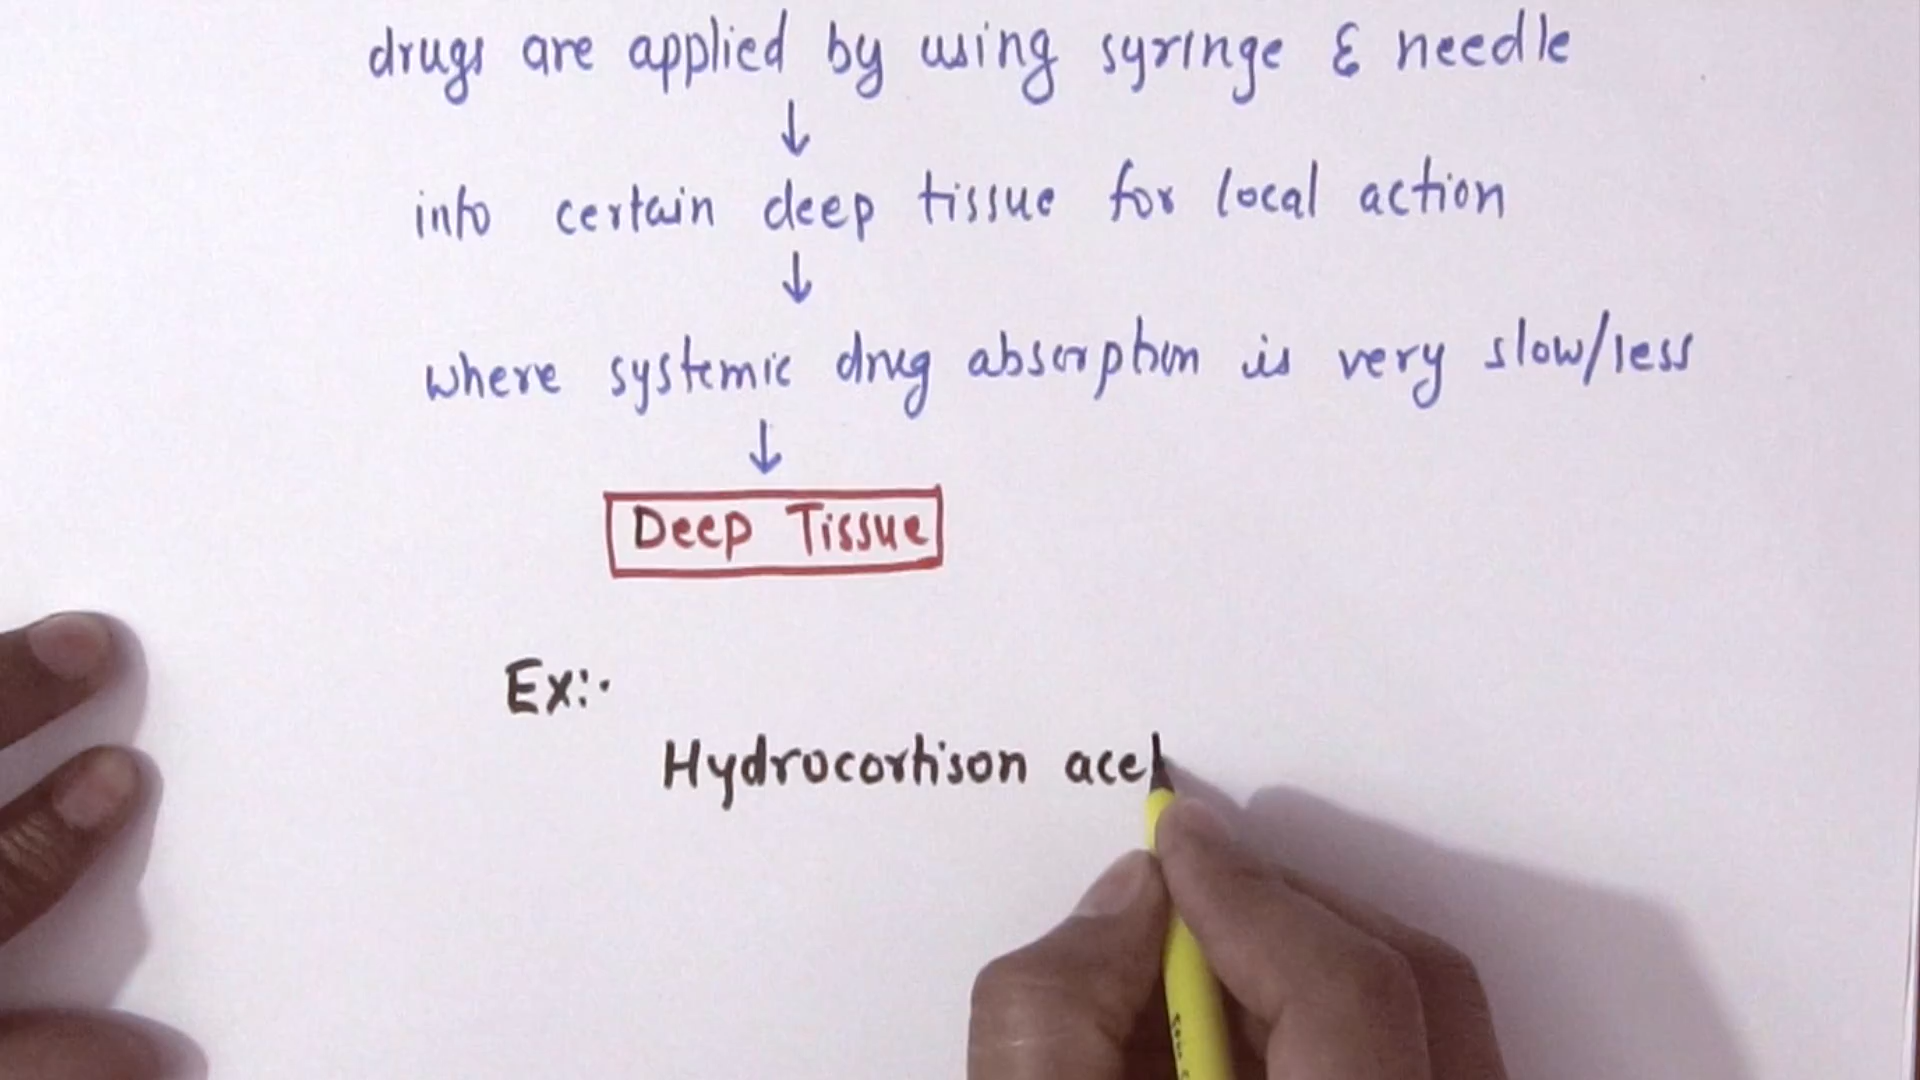 drugs are applied by using syringe & needle
↓
into certain deep tissue for local action
↓
where systemic drug absorption is very slow/less
↓
Deep Tissue
Ex:-
Hydrocortison acet